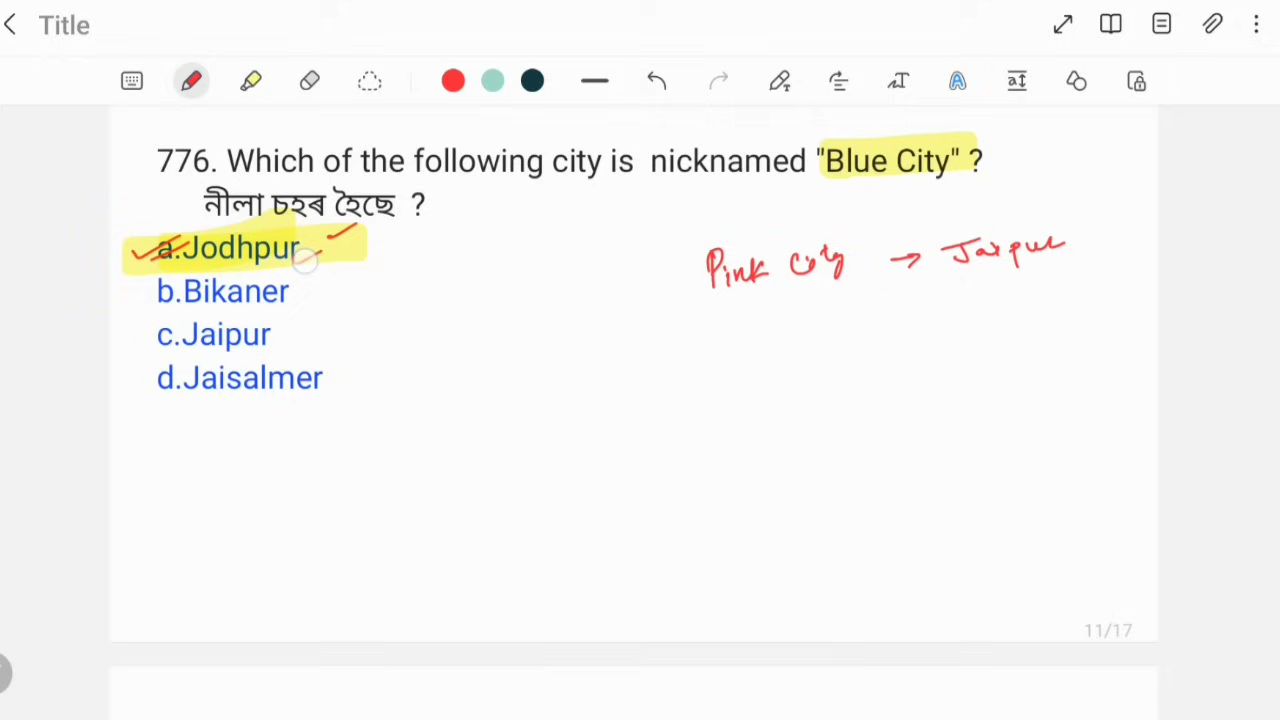 Title
776. Which of the following city is nicknamed "Blue City" ?
নীলা চহৰ হৈছে ?
a.Jodhpur
Pink City → Jaipur
b.Bikaner
c.Jaipur
d.Jaisalmer
11/17